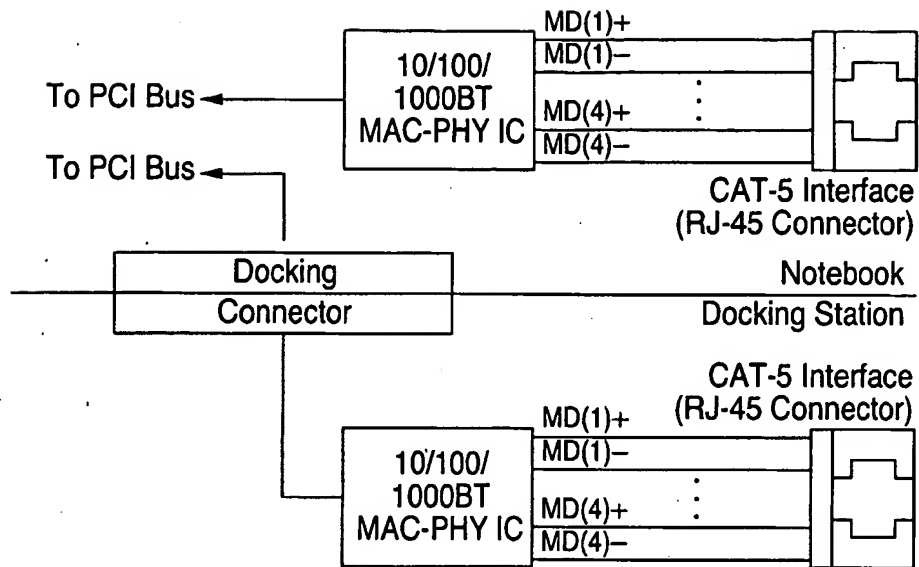 MD(1)+
MD(1)–
MD(4)+
MD(4)–
10/100/
1000BT
MAC-PHY IC
To PCI Bus
To PCI Bus
CAT-5 Interface
(RJ-45 Connector)
Docking
Connector
Notebook
Docking Station
CAT-5 Interface
(RJ-45 Connector)
MD(1)+
MD(1)–
MD(4)+
MD(4)–
10/100/
1000BT
MAC-PHY IC